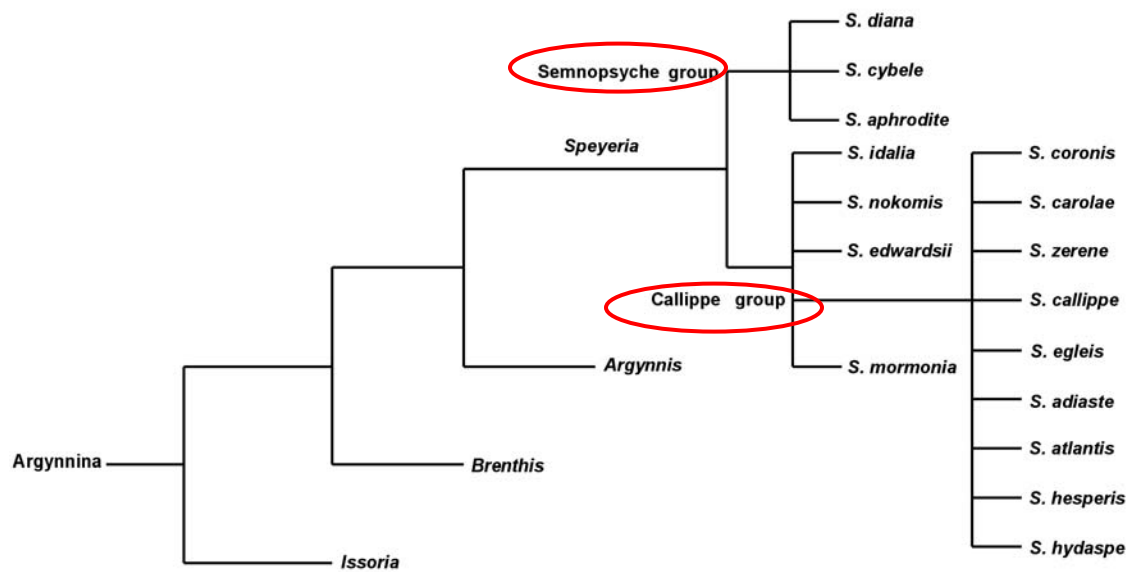 S. diana
Semnopsyche group
S. cybele
S. aphrodite
Speyeria
S. idalia
S. coronis
S. nokomis
S. carolae
S. edwardsii
S. zerene
Callippe group
S. callippe
S. egleis
Argynnis
S. mormonia
S. adiaste
S. atlantis
Argynnina
Brenthis
S. hesperis
S. hydaspe
Issoria